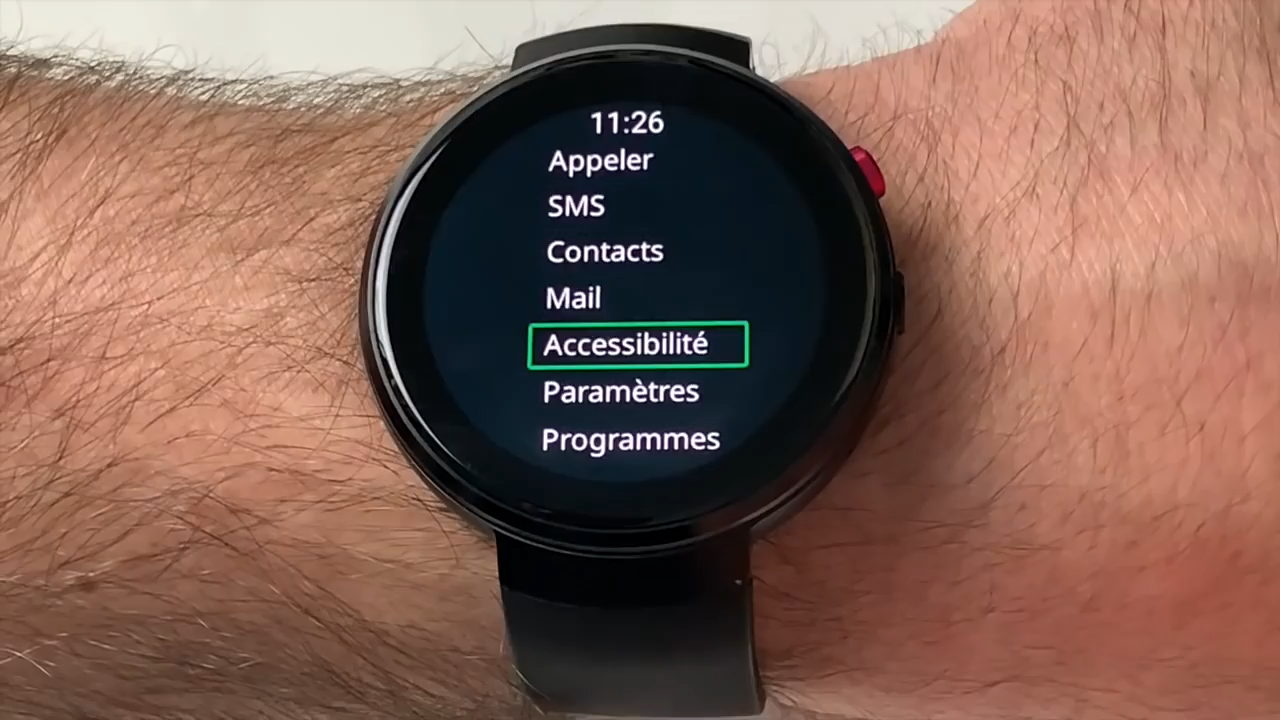 11:26
Appeler
SMS
Contacts
Mail
Accessibilité
Paramètres
Programmes